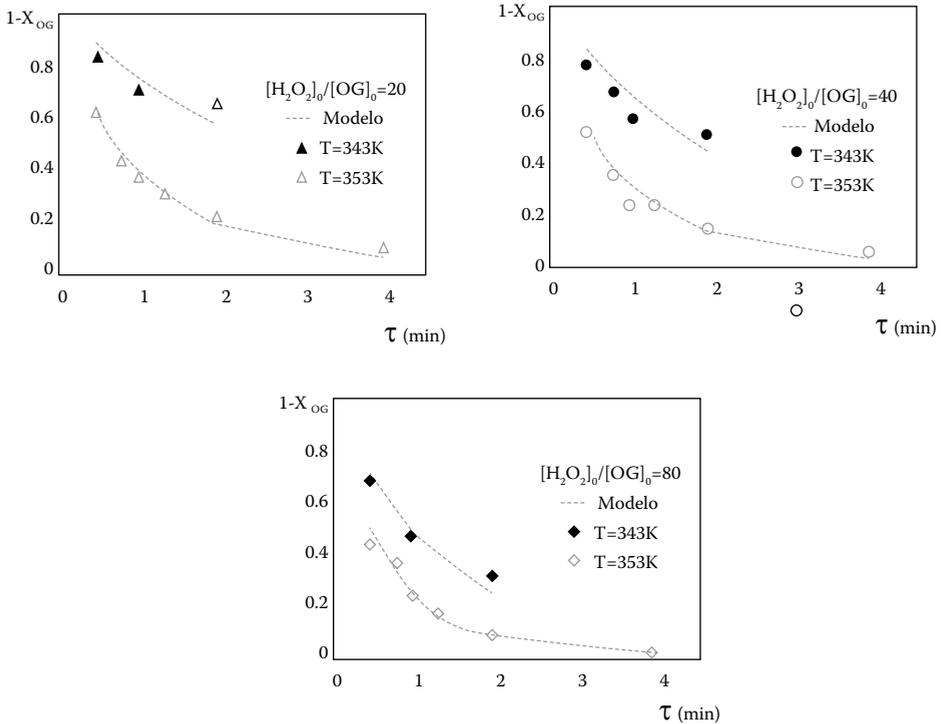 1-X OG
0.8
0.6
0.4
0.2
0
0 1 2 3 4
τ (min)
[H₂O₂]₀/[OG]₀=20
Modelo
T=343K
T=353K
1-X OG
0.8
0.6
0.4
0.2
0
0 1 2 3 4
τ (min)
[H₂O₂]₀/[OG]₀=40
Modelo
T=343K
T=353K
1-X OG
0.8
0.6
0.4
0.2
0
0 1 2 3 4
τ (min)
[H₂O₂]₀/[OG]₀=80
Modelo
T=343K
T=353K